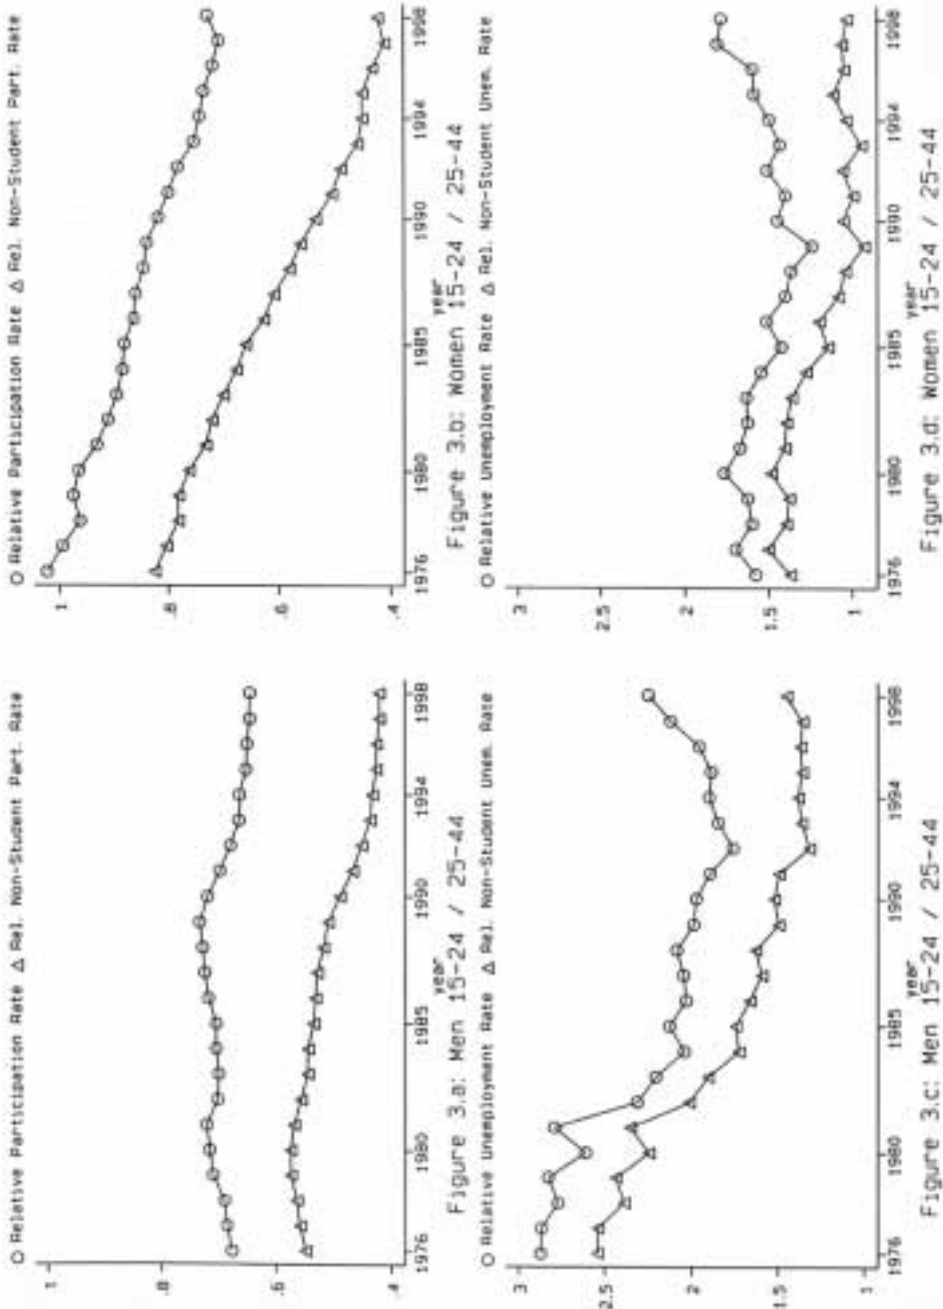 ○ Relative Participation Rate △ Rel. Non-Student Part. Rate
1
.8
.6
.4
1976 1980 1985 1990 1994 1998
year
Figure 3.a: Men 15-24 / 25-44
○ Relative Participation Rate △ Rel. Non-Student Part. Rate
1
.8
.6
.4
1976 1980 1985 1990 1994 1998
year
Figure 3.b: Women 15-24 / 25-44
○ Relative Unemployment Rate △ Rel. Non-Student Unem. Rate
3
2.5
2
1.5
1
1976 1980 1985 1990 1994 1998
year
Figure 3.c: Men 15-24 / 25-44
○ Relative Unemployment Rate △ Rel. Non-Student Unem. Rate
3
2.5
2
1.5
1
1976 1980 1985 1990 1994 1998
year
Figure 3.d: Women 15-24 / 25-44